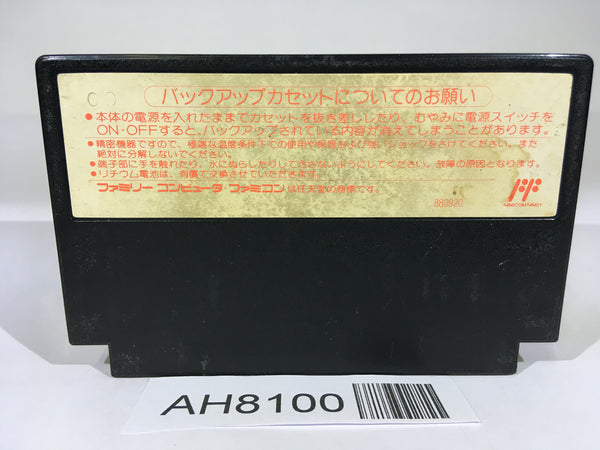 バックアップカセットについてのお願い
●本体の電源を入れたままでカセットを抜き差ししたり、むやみに電源スイッチを
ON・OFFすると、バックアップされている内容が消えてしまうことがあります。
●精密機器ですので、極端な温度条件下での使用や保管および強いショックをさけてください。また
絶対に分解しないでください。
●端子部に手を触れたり、水にぬらしたりして汚さないようにしてください。故障の原因となります。
●リチウム電池は、有償で交換させていただきます。
ファミリーコンピュータ・ファミコンは任天堂の商標です。
880920
FAMICOM FAMILY
AH8100